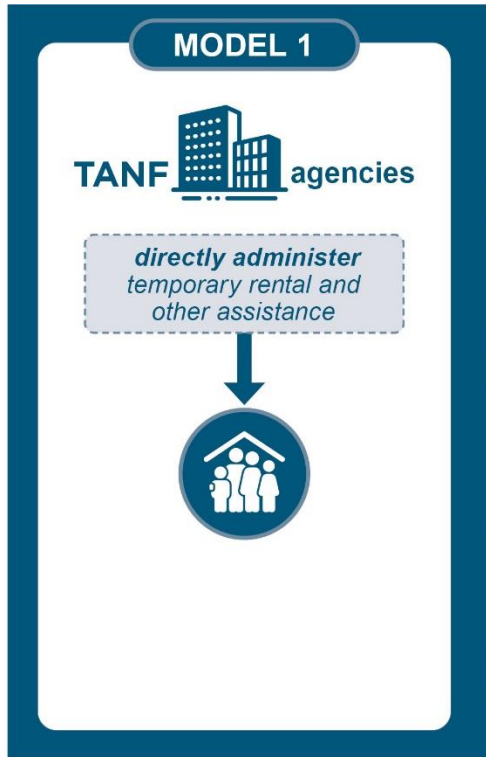 MODEL 1
TANF agencies
directly administer
temporary rental and
other assistance